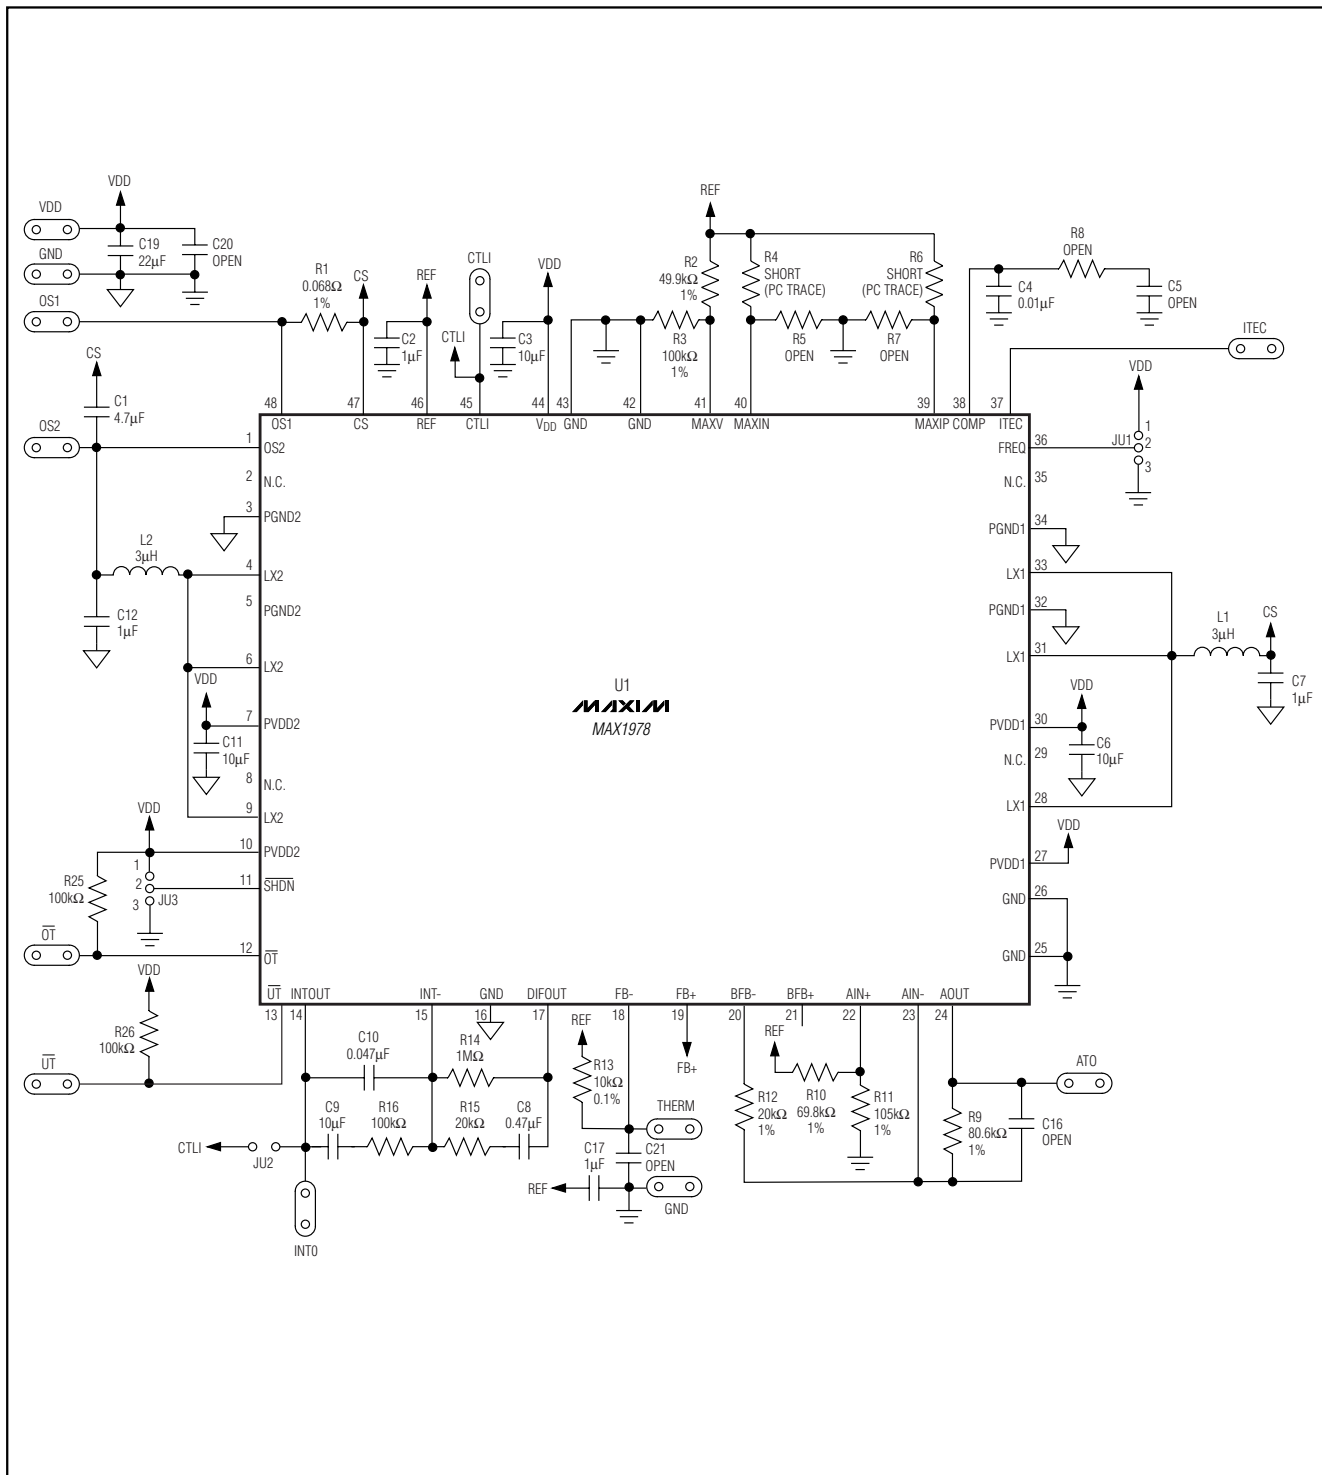 VDD
VDD
GND
OS1
C19
22µF
C20
OPEN
R1
0.068Ω
1%
CS
REF
C2
1µF
CTLI
CTLI
VDD
C3
10µF
REF
R2
49.9kΩ
1%
R3
100kΩ
1%
R4
SHORT
(PC TRACE)
R5
OPEN
R6
SHORT
(PC TRACE)
R7
OPEN
R8
OPEN
C4
0.01µF
C5
OPEN
ITEC
CS
C1
4.7µF
OS2
48
47
46
45
44
43
42
41
40
39
38
37
OS1
CS
REF
CTLI
VDD
GND
GND
MAXV
MAXIN
MAXIP
COMP
ITEC
1
OS2
2
N.C.
3
PGND2
4
LX2
5
PGND2
6
LX2
7
PVDD2
8
N.C.
9
LX2
10
PVDD2
11
SHDN
12
OT
L2
3µH
C12
1µF
VDD
C11
10µF
VDD
1
2
3
JU3
R25
100kΩ
OT
U1
MAXIM
MAX1978
FREQ
36
N.C.
35
PGND1
34
LX1
33
PGND1
32
LX1
31
PVDD1
30
N.C.
29
LX1
28
PVDD1
27
GND
26
GND
25
VDD
JU1
1
2
3
L1
3µH
CS
C7
1µF
VDD
C6
10µF
VDD
UT
INTOUT
INT-
GND
DIFOUT
FB-
FB+
BFB-
BFB+
AIN+
AIN-
AOUT
13
14
15
16
17
18
19
20
21
22
23
24
VDD
R26
100kΩ
UT
C10
0.047µF
R14
1MΩ
C9
10µF
R16
100kΩ
R15
20kΩ
C8
0.47µF
CTLI
JU2
INT0
REF
R13
10kΩ
0.1%
FB+
THERM
C17
1µF
C21
OPEN
REF
GND
R12
20kΩ
1%
REF
R10
69.8kΩ
1%
R11
105kΩ
1%
R9
80.6kΩ
1%
C16
OPEN
ATO